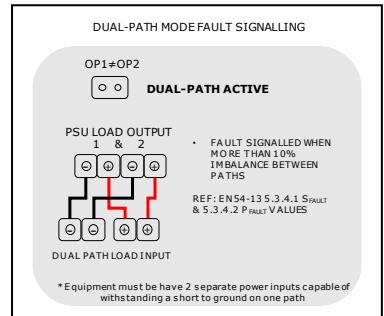 DUAL-PATH MODE FAULT SIGNALLING
OP1≠OP2
DUAL-PATH ACTIVE
PSU LOAD OUTPUT
1 & 2
⊖ ⊕ ⊖ ⊕
⊖ ⊖ ⊕ ⊕
DUAL PATH LOAD INPUT
• FAULT SIGNALLED WHEN
MORE THAN 10%
IMBALANCE BETWEEN
PATHS
REF: EN54-13 5.3.4.1 SFAULT
& 5.3.4.2 PFAULT VALUES
*Equipment must be have 2 separate power inputs capable of
withstanding a short to ground on one path